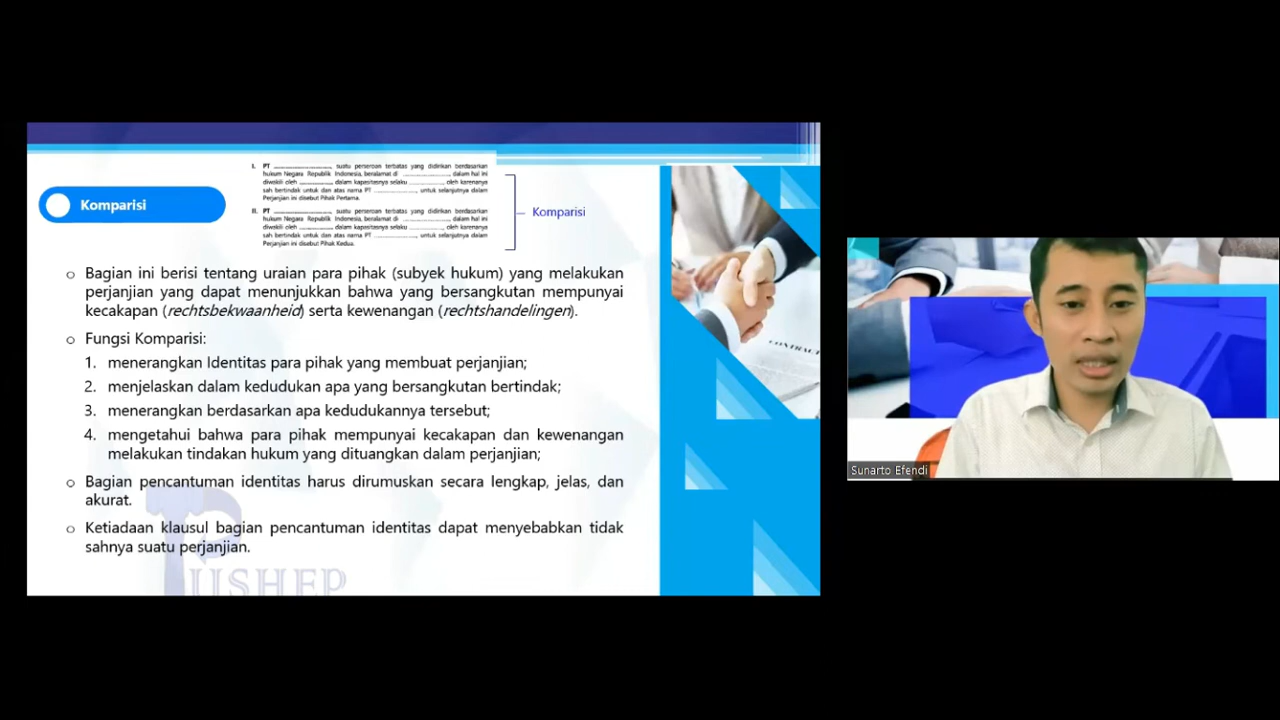 Komparisi
I. PT ........................, suatu perseroan terbatas yang didirikan berdasarkan
hukum Negara Republik Indonesia, beralamat di ...................., dalam hal ini
diwakili oleh ..............., dalam kapasitasnya selaku ..............., oleh karenanya
sah bertindak untuk dan atas nama PT ................., untuk selanjutnya dalam
Perjanjian ini disebut Pihak Pertama.
II. PT ........................, suatu perseroan terbatas yang didirikan berdasarkan
hukum Negara Republik Indonesia, beralamat di ...................., dalam hal ini
diwakili oleh ..............., dalam kapasitasnya selaku ..............., oleh karenanya
sah bertindak untuk dan atas nama PT ................., untuk selanjutnya dalam
Perjanjian ini disebut Pihak Kedua.
Komparisi
o Bagian ini berisi tentang uraian para pihak (subyek hukum) yang melakukan
perjanjian yang dapat menunjukkan bahwa yang bersangkutan mempunyai
kecakapan (rechtsbekwaanheid) serta kewenangan (rechtshandelingen).
o Fungsi Komparisi:
1. menerangkan Identitas para pihak yang membuat perjanjian;
2. menjelaskan dalam kedudukan apa yang bersangkutan bertindak;
3. menerangkan berdasarkan apa kedudukannya tersebut;
4. mengetahui bahwa para pihak mempunyai kecakapan dan kewenangan
melakukan tindakan hukum yang dituangkan dalam perjanjian;
o Bagian pencantuman identitas harus dirumuskan secara lengkap, jelas, dan
akurat.
o Ketiadaan klausul bagian pencantuman identitas dapat menyebabkan tidak
sahnya suatu perjanjian.
PUSHEP
CONTRACT
Sunarto Efendi